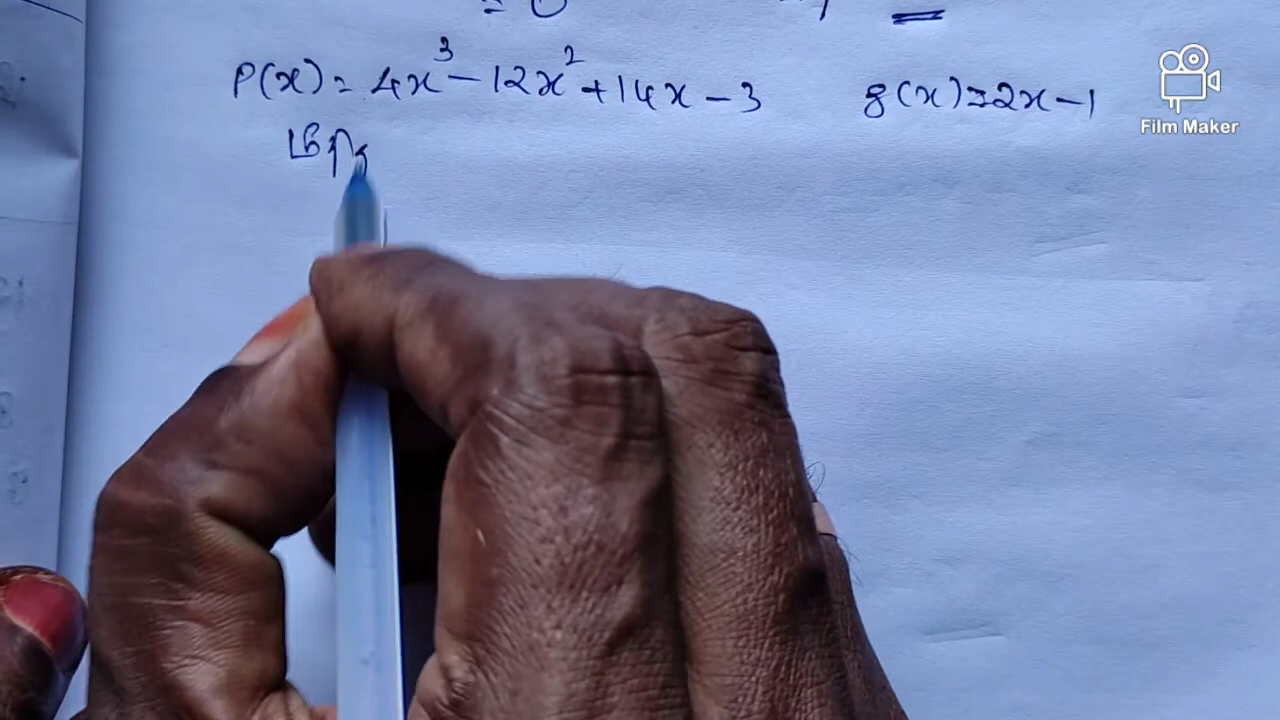 P(x) = 4x³ - 12x² + 14x - 3 g(x) = 2x - 1
Film Maker